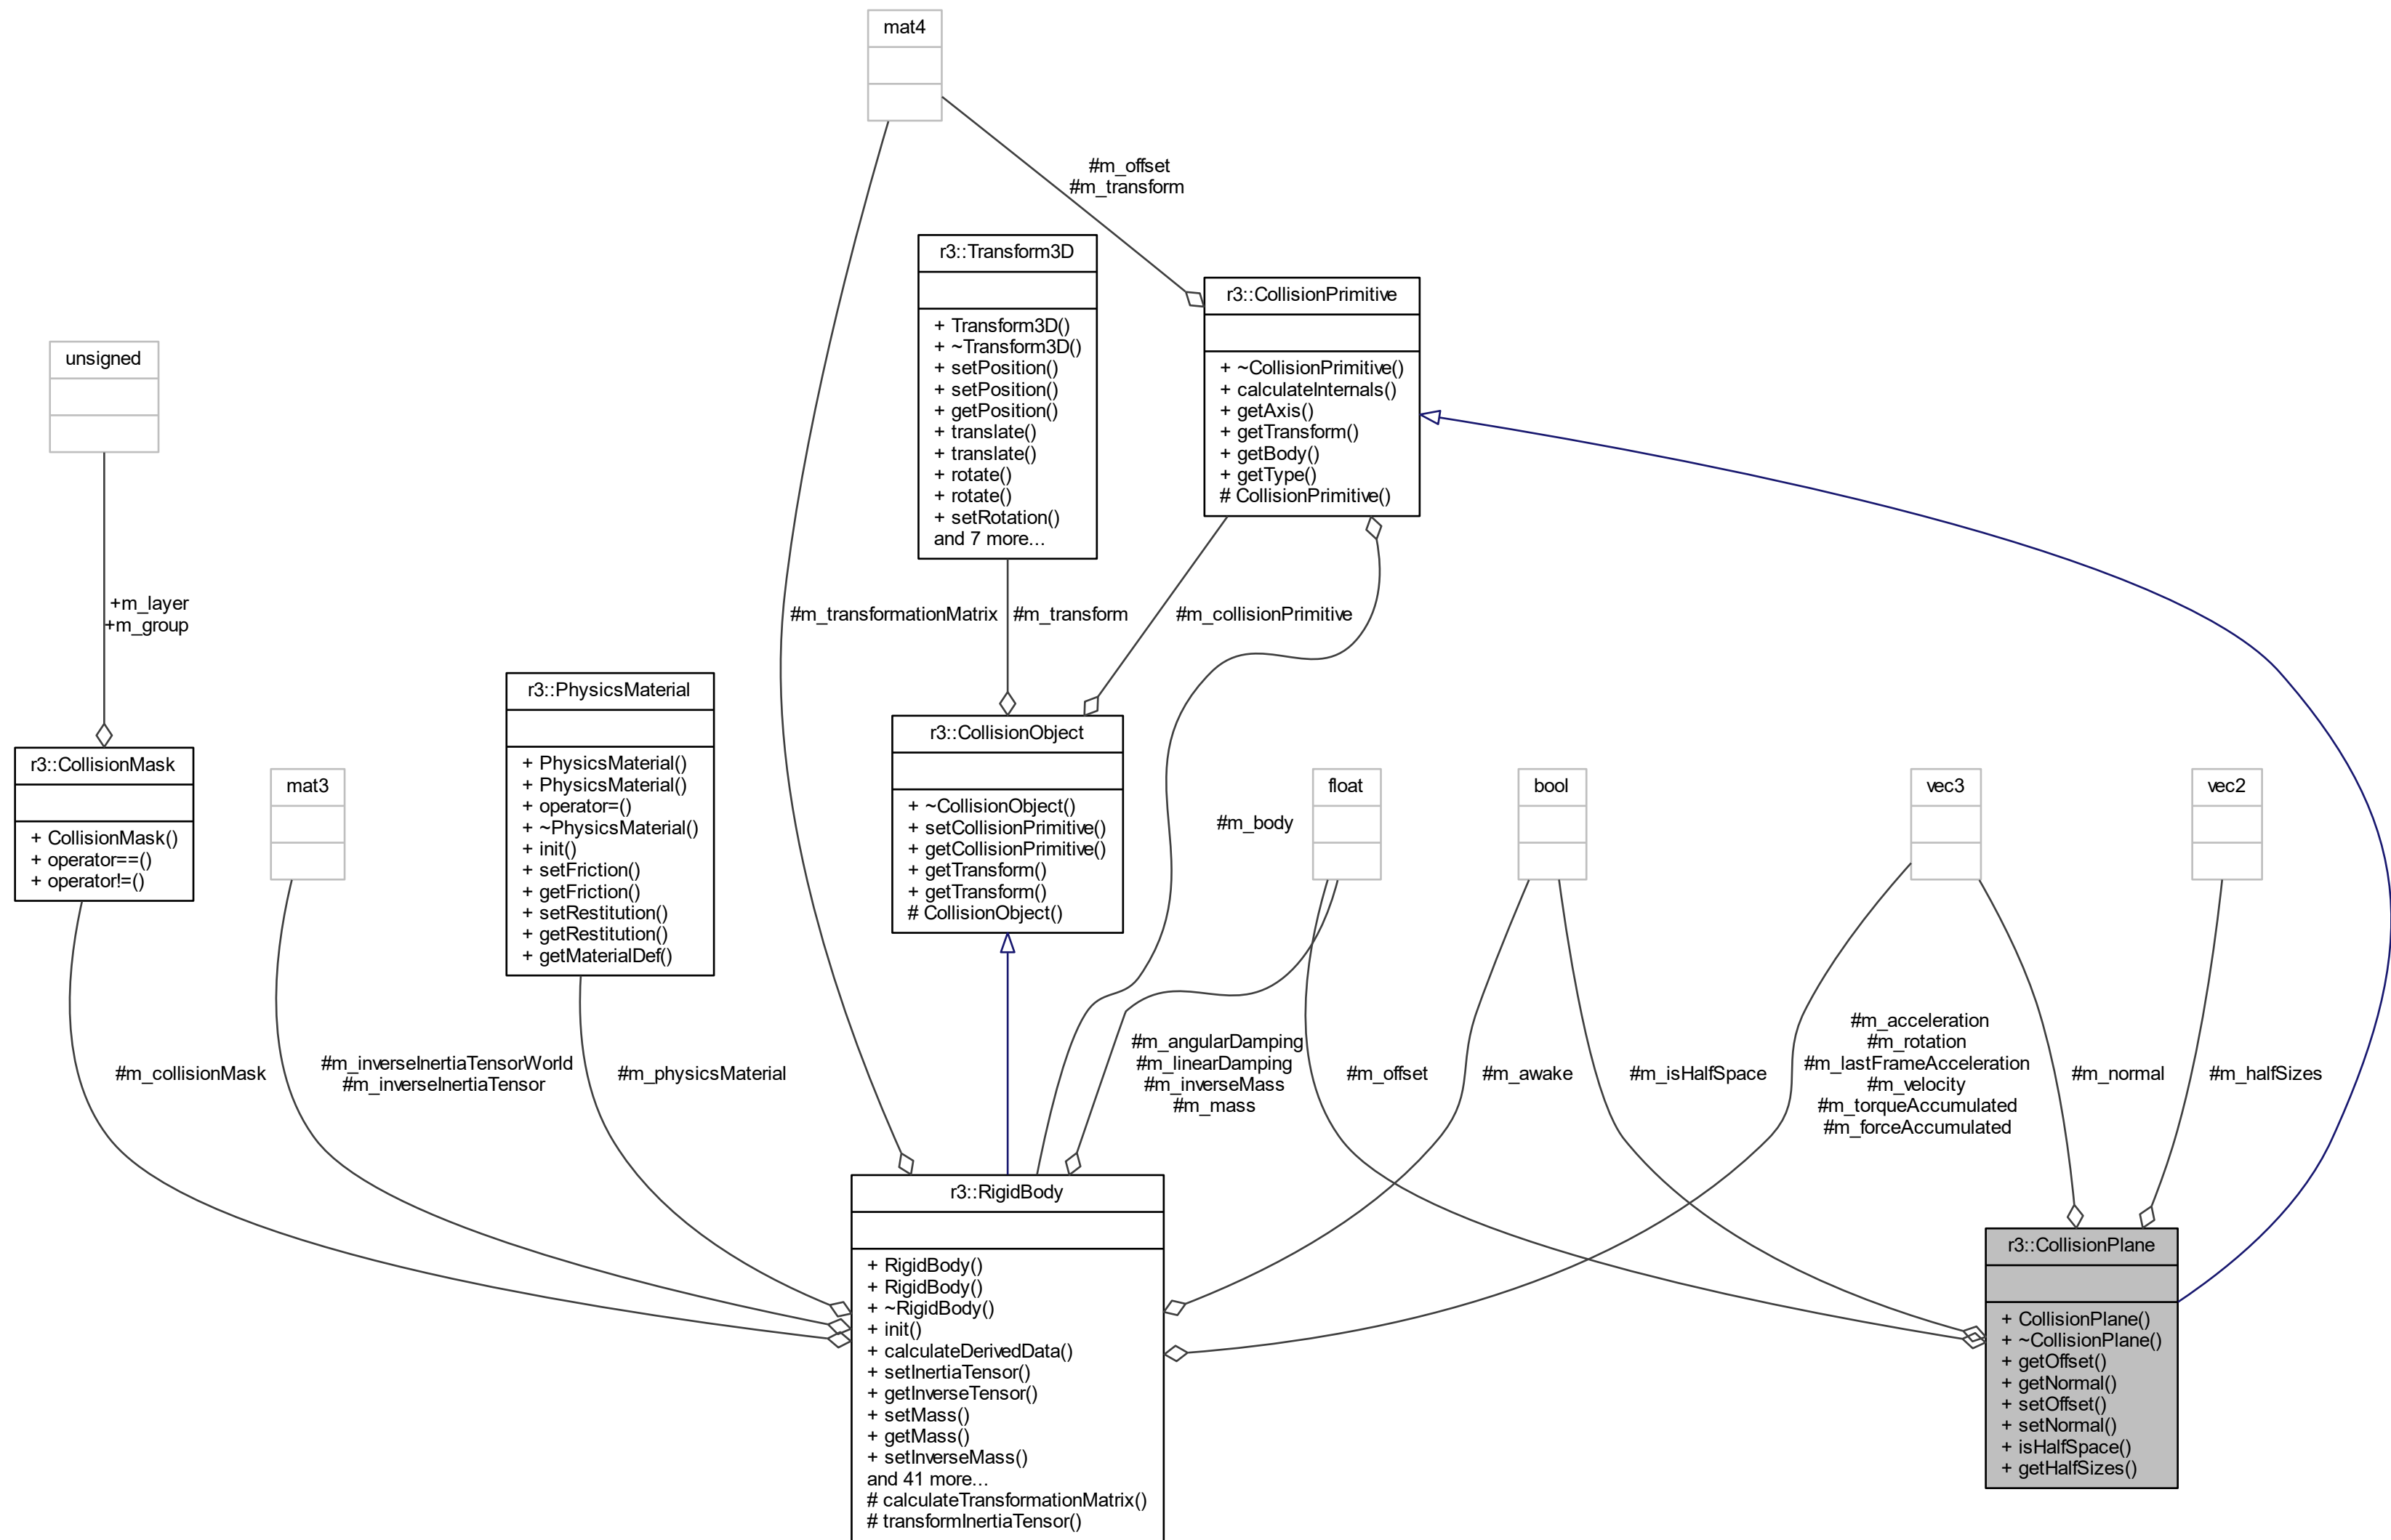 mat4
#m_offset
#m_transform
r3::Transform3D
+ Transform3D()
+ ~Transform3D()
+ setPosition()
+ setPosition()
+ getPosition()
+ translate()
+ translate()
+ rotate()
+ rotate()
+ setRotation()
and 7 more...
r3::CollisionPrimitive
+ ~CollisionPrimitive()
+ calculateInternals()
+ getAxis()
+ getTransform()
+ getBody()
+ getType()
# CollisionPrimitive()
unsigned
+m_layer
+m_group
#m_transformationMatrix
#m_transform
#m_collisionPrimitive
r3::CollisionMask
+ CollisionMask()
+ operator==()
+ operator!=()
mat3
r3::PhysicsMaterial
+ PhysicsMaterial()
+ PhysicsMaterial()
+ operator=()
+ ~PhysicsMaterial()
+ init()
+ setFriction()
+ getFriction()
+ setRestitution()
+ getRestitution()
+ getMaterialDef()
r3::CollisionObject
+ ~CollisionObject()
+ setCollisionPrimitive()
+ getCollisionPrimitive()
+ getTransform()
+ getTransform()
# CollisionObject()
#m_body
float
bool
vec3
vec2
#m_collisionMask
#m_inverseInertiaTensorWorld
#m_inverseInertiaTensor
#m_physicsMaterial
#m_angularDamping
#m_linearDamping
#m_inverseMass
#m_mass
#m_offset
#m_awake
#m_isHalfSpace
#m_acceleration
#m_rotation
#m_lastFrameAcceleration
#m_velocity
#m_torqueAccumulated
#m_forceAccumulated
#m_normal
#m_halfSizes
r3::RigidBody
+ RigidBody()
+ RigidBody()
+ ~RigidBody()
+ init()
+ calculateDerivedData()
+ setInertiaTensor()
+ getInverseTensor()
+ setMass()
+ getMass()
+ setInverseMass()
and 41 more...
# calculateTransformationMatrix()
# transformInertiaTensor()
r3::CollisionPlane
+ CollisionPlane()
+ ~CollisionPlane()
+ getOffset()
+ getNormal()
+ setOffset()
+ setNormal()
+ isHalfSpace()
+ getHalfSizes()